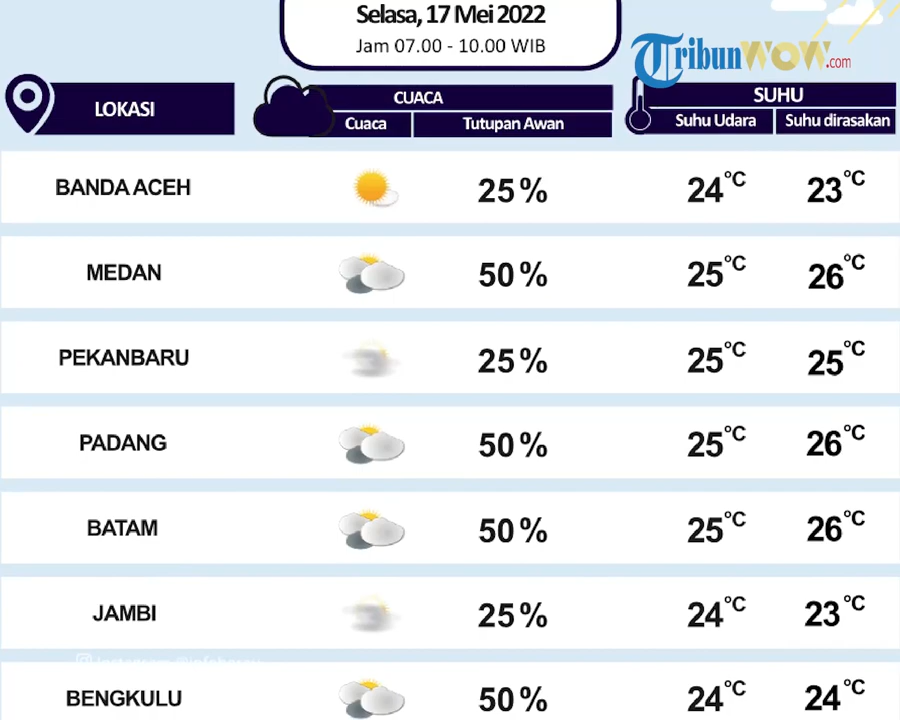 Selasa, 17 Mei 2022
Jam 07.00 - 10.00 WIB
TribunWOW.com
LOKASI
CUACA
SUHU
Cuaca Tutupan Awan
Suhu Udara Suhu dirasakan
BANDA ACEH 25% 24°C 23°C
MEDAN 50% 25°C 26°C
PEKANBARU 25% 25°C 25°C
PADANG 50% 25°C 26°C
BATAM 50% 25°C 26°C
JAMBI 25% 24°C 23°C
BENGKULU 50% 24°C 24°C